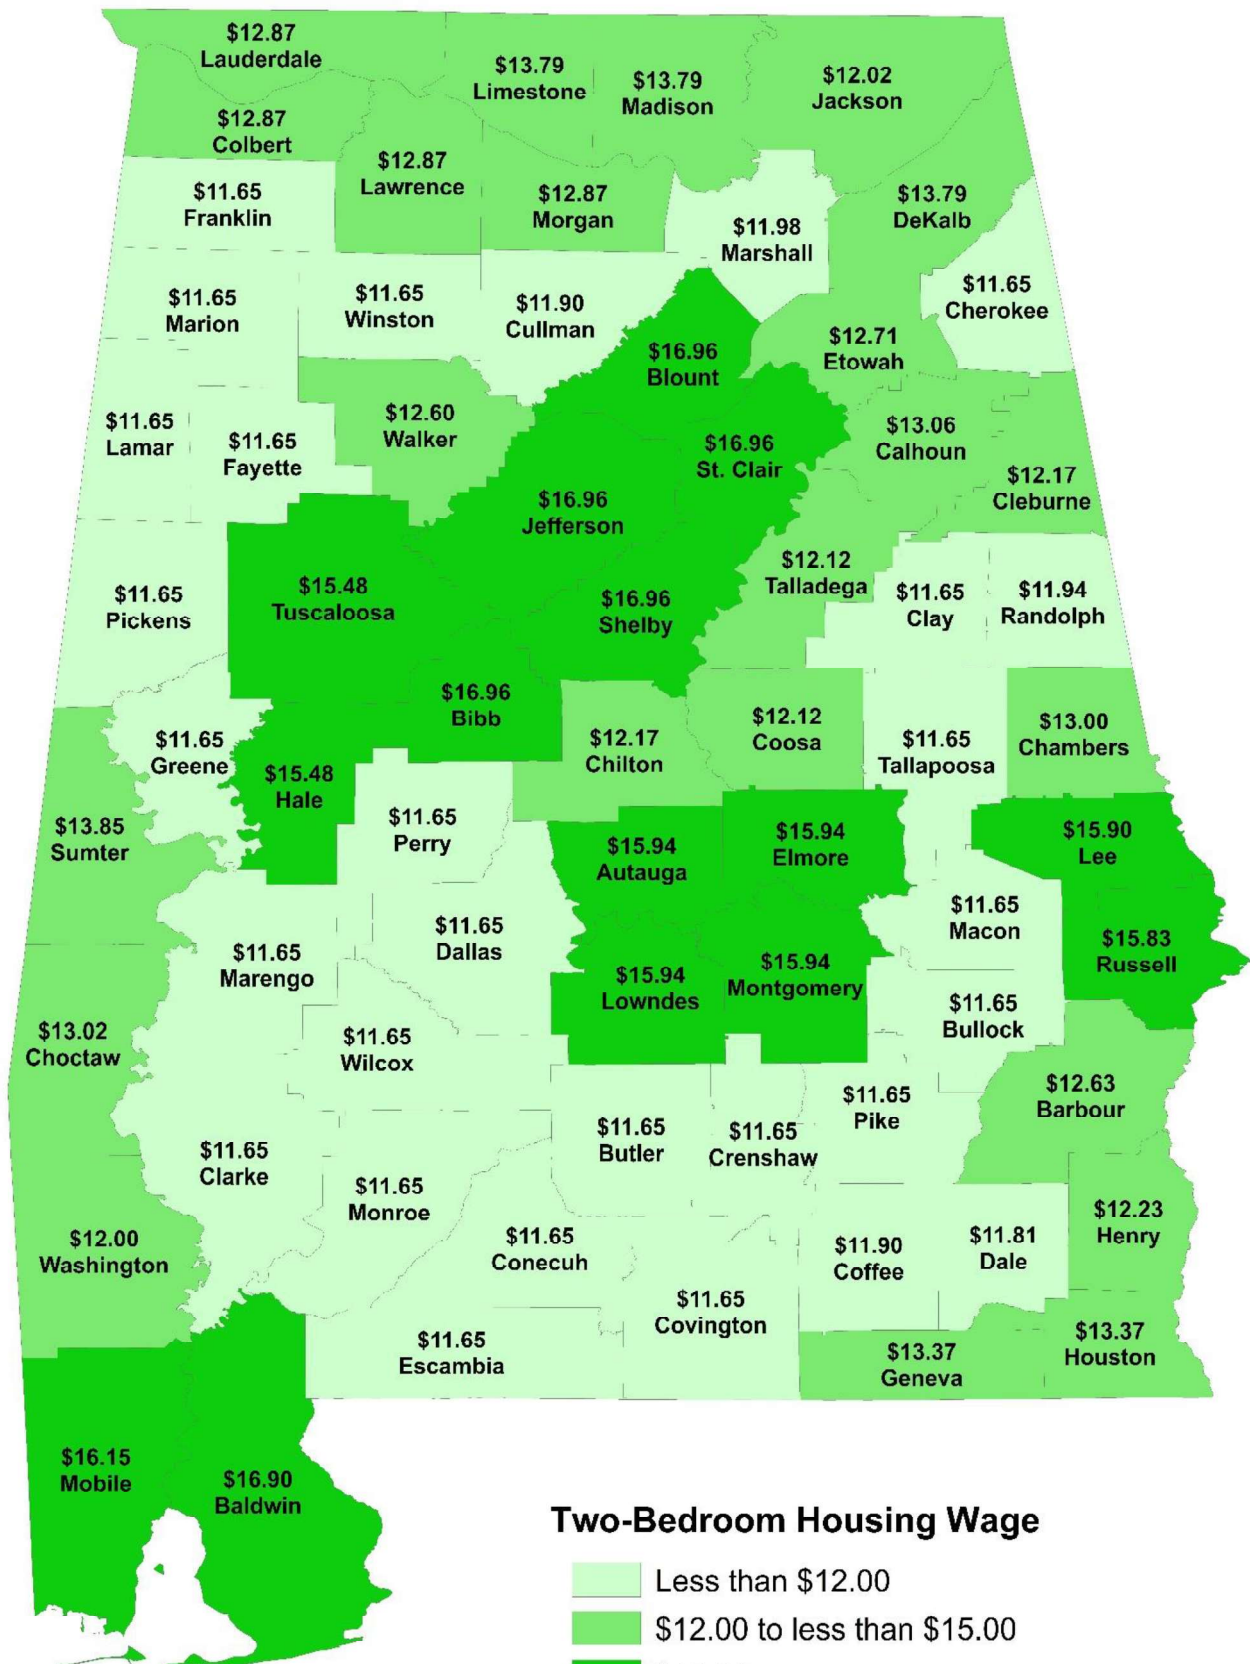 $12.87
Lauderdale
$13.79
Limestone
$13.79
Madison
$12.02
Jackson
$12.87
Colbert
$12.87
Lawrence
$12.87
Morgan
$11.65
Franklin
$11.98
Marshall
$13.79
DeKalb
$11.65
Cherokee
$11.65
Marion
$11.65
Winston
$11.90
Cullman
$16.96
Blount
$12.71
Etowah
$11.65
Lamar
$11.65
Fayette
$12.60
Walker
$16.96
St. Clair
$13.06
Calhoun
$12.17
Cleburne
$16.96
Jefferson
$11.65
Pickens
$15.48
Tuscaloosa
$16.96
Shelby
$12.12
Talladega
$11.65
Clay
$11.94
Randolph
$16.96
Bibb
$11.65
Greene
$15.48
Hale
$12.17
Chilton
$12.12
Coosa
$11.65
Tallapoosa
$13.00
Chambers
$13.85
Sumter
$11.65
Perry
$15.94
Autauga
$15.94
Elmore
$15.90
Lee
$11.65
Marengo
$11.65
Dallas
$15.94
Lowndes
$15.94
Montgomery
$11.65
Macon
$15.83
Russell
$13.02
Choctaw
$11.65
Wilcox
$11.65
Bullock
$11.65
Clarke
$11.65
Butler
$11.65
Crenshaw
$11.65
Pike
$12.63
Barbour
$11.65
Monroe
$12.00
Washington
$11.65
Conecuh
$11.90
Coffee
$11.81
Dale
$12.23
Henry
$11.65
Escambia
$11.65
Covington
$13.37
Geneva
$13.37
Houston
$16.15
Mobile
$16.90
Baldwin
Two-Bedroom Housing Wage
Less than $12.00
$12.00 to less than $15.00